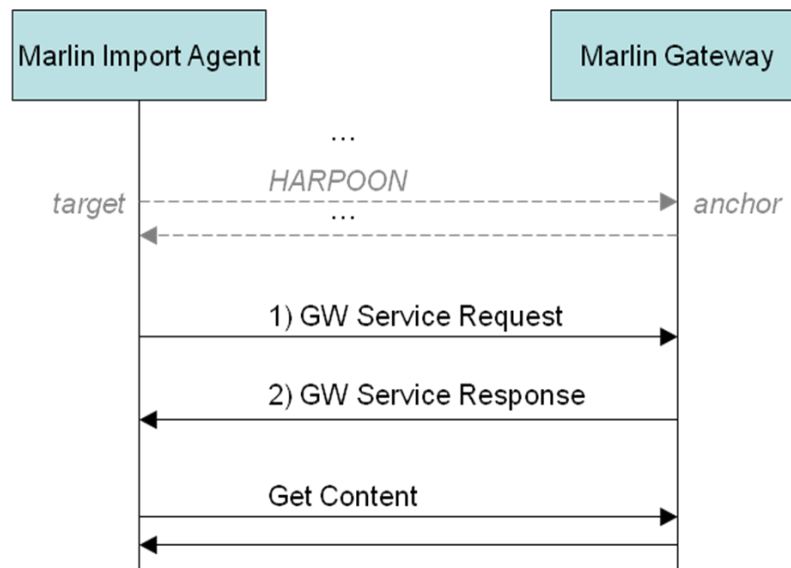 Marlin Import Agent
Marlin Gateway
...
HARPOON
target
...
anchor
1) GW Service Request
2) GW Service Response
Get Content